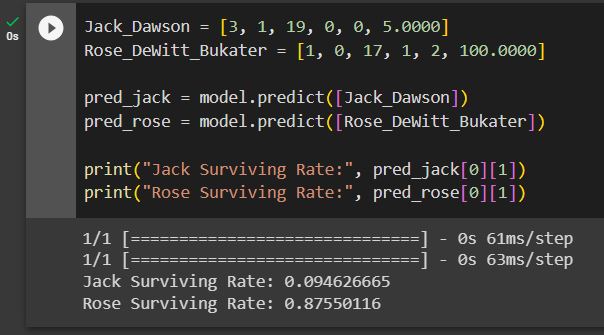 0s
Jack_Dawson = [3, 1, 19, 0, 0, 5.0000]
Rose_DeWitt_Bukater = [1, 0, 17, 1, 2, 100.0000]
pred_jack = model.predict([Jack_Dawson])
pred_rose = model.predict([Rose_DeWitt_Bukater])
print("Jack Surviving Rate:", pred_jack[0][1])
print("Rose Surviving Rate:", pred_rose[0][1])
1/1 [==============================] - 0s 61ms/step
1/1 [==============================] - 0s 63ms/step
Jack Surviving Rate: 0.094626665
Rose Surviving Rate: 0.87550116